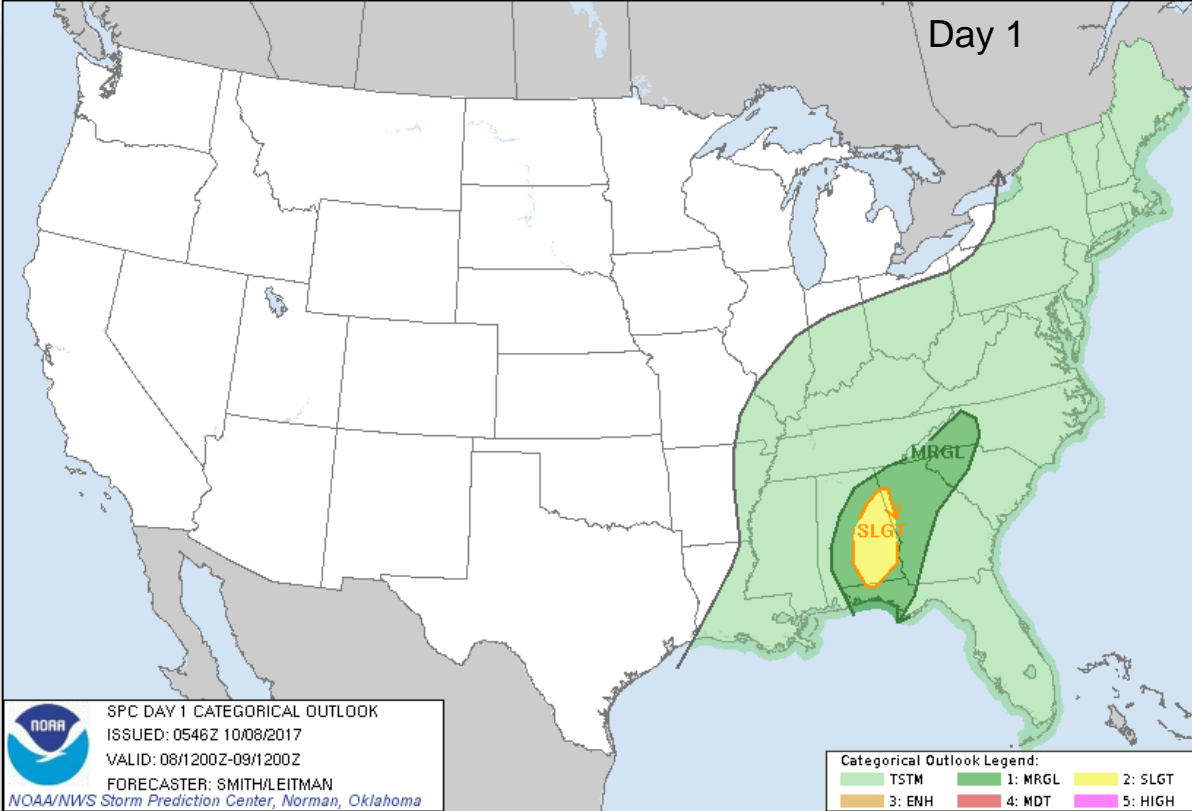 Day 1
MRGL
SLGT
NOAA
SPC DAY 1 CATEGORICAL OUTLOOK
ISSUED: 0546Z 10/08/2017
VALID: 08/1200Z-09/1200Z
FORECASTER: SMITH/LEITMAN
NOAA/NWS Storm Prediction Center, Norman, Oklahoma
Categorical Outlook Legend:
TSTM 1: MRGL 2: SLGT
3: ENH 4: MDT 5: HIGH